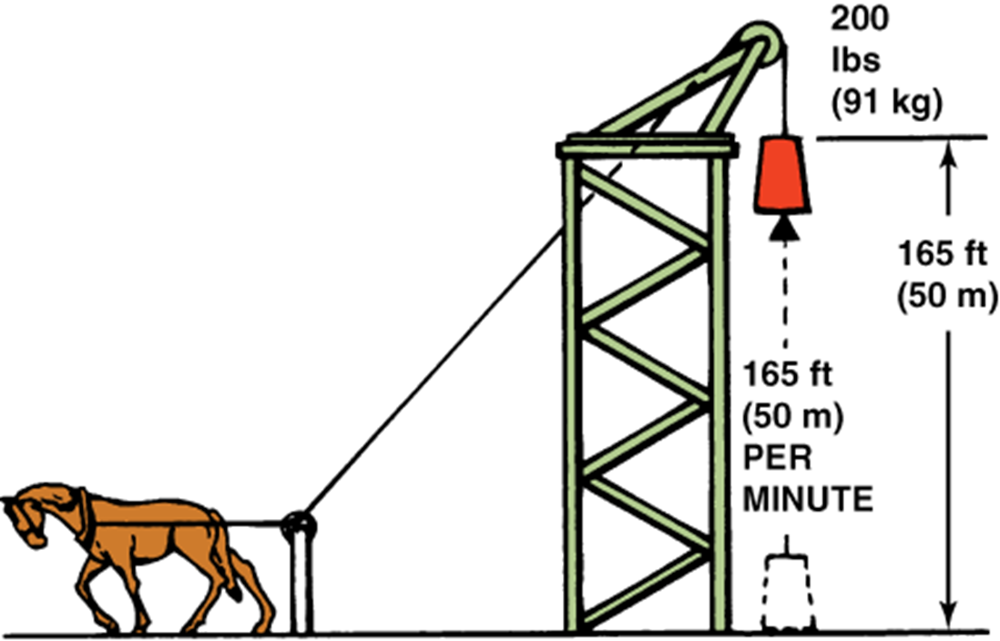 200
lbs
(91 kg)
165 ft
(50 m)
165 ft
(50 m)
PER
MINUTE